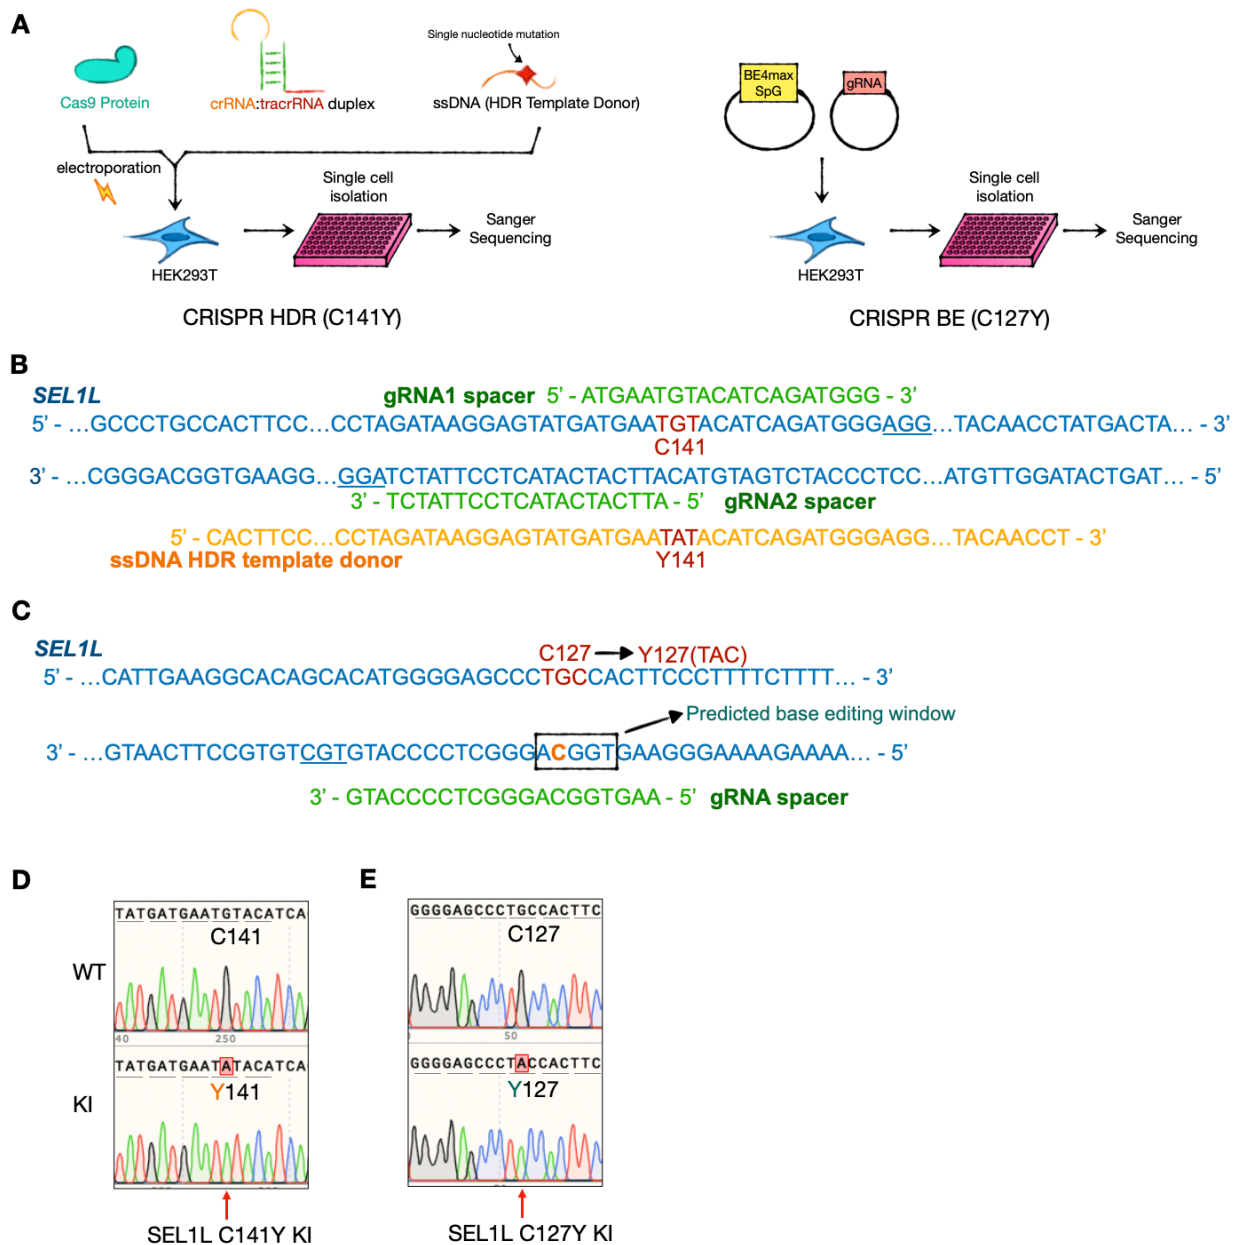 A
Single nucleotide mutation
Cas9 Protein
crRNA:tracrRNA duplex
ssDNA (HDR Template Donor)
electroporation
HEK293T
Single cell
isolation
Sanger
Sequencing
CRISPR HDR (C141Y)
BE4max
SpG
gRNA
HEK293T
Single cell
isolation
Sanger
Sequencing
CRISPR BE (C127Y)
B
SEL1L
gRNA1 spacer 5' - ATGAATGTACATCAGATGGG - 3'
5' - …GCCCTGCCACTTCC…CCTAGATAAGGAGTATGATGAATGTACATCAGATGGGAGG…TACAACCTATGACTA… - 3'
C141
3' - …CGGGACGGTGAAGG…GGATCTATTCCTCATACTACTTACATGTAGTCTACCCTCC…ATGTTGGATACTGAT… - 5'
3' - TCTATTCCTCATACTACTTA - 5' gRNA2 spacer
5' - CACTTCC…CCTAGATAAGGAGTATGATGAATATACATCAGATGGGAGG…TACAACCT - 3'
ssDNA HDR template donor
Y141
C
SEL1L
C127 Y127(TAC)
5' - …CATTGAAGGCACAGCACATGGGGAGCCCTGCCACTTCCCTTTTCTTTT… - 3'
Predicted base editing window
3' - …GTAACTTCCGTGTCGTGTACCCCTCGGGACGGTGAAGGGAAAAGAAAA… - 5'
3' - GTACCCCTCGGGACGGTGAA - 5' gRNA spacer
D
TATGATGAATGTACATCA
C141
WT
40 250
TATGATGAATATACATCA
Y141
KI
SEL1L C141Y KI
E
GGGGAGCCCTGCCACTTC
C127
50
GGGGAGCCCTACCACTTC
Y127
SEL1L C127Y KI